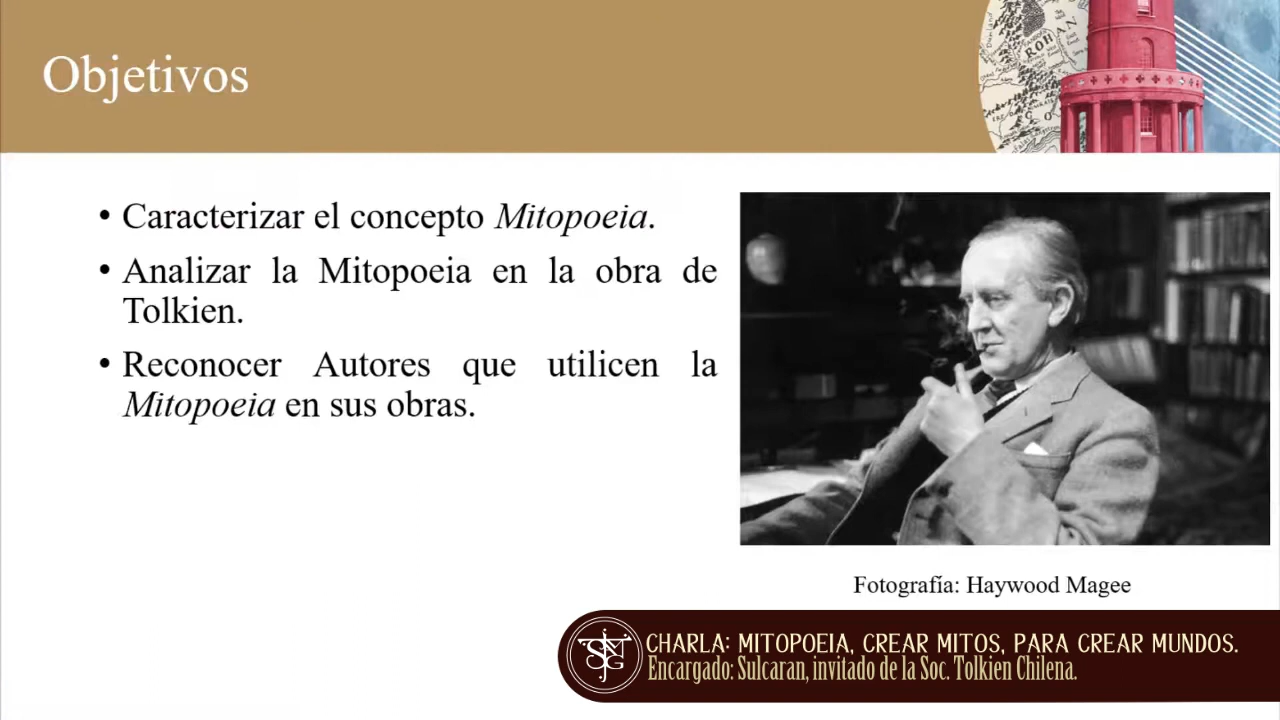 Objetivos
ROHAN
• Caracterizar el concepto Mitopoeia.
• Analizar la Mitopoeia en la obra de
Tolkien.
• Reconocer Autores que utilicen la
Mitopoeia en sus obras.
Fotografía: Haywood Magee
CHARLA: MITOPOEIA, CREAR MITOS, PARA CREAR MUNDOS.
Encargado: Sulcaran, invitado de la Soc. Tolkien Chilena.